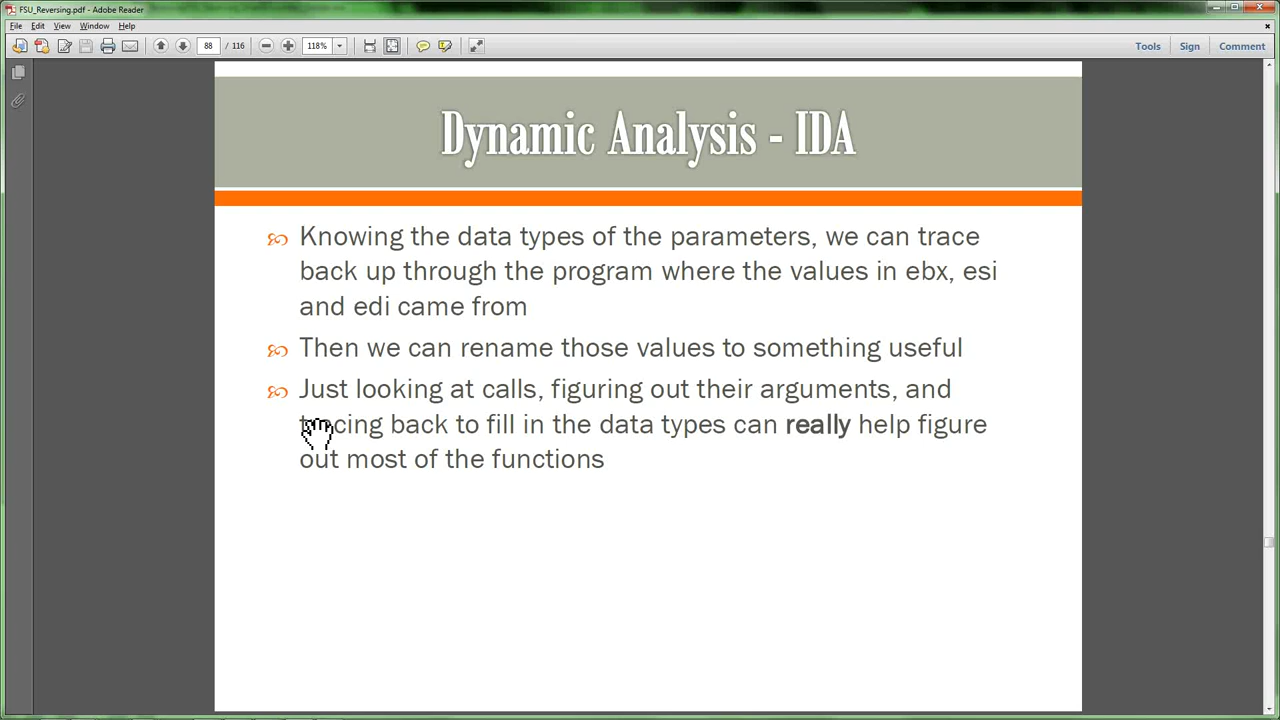 FSU_Reversing.pdf - Adobe Reader
File Edit View Window Help
88 / 116 118% Tools Sign Comment
Dynamic Analysis - IDA
Knowing the data types of the parameters, we can trace
back up through the program where the values in ebx, esi
and edi came from
Then we can rename those values to something useful
Just looking at calls, figuring out their arguments, and
tracing back to fill in the data types can really help figure
out most of the functions